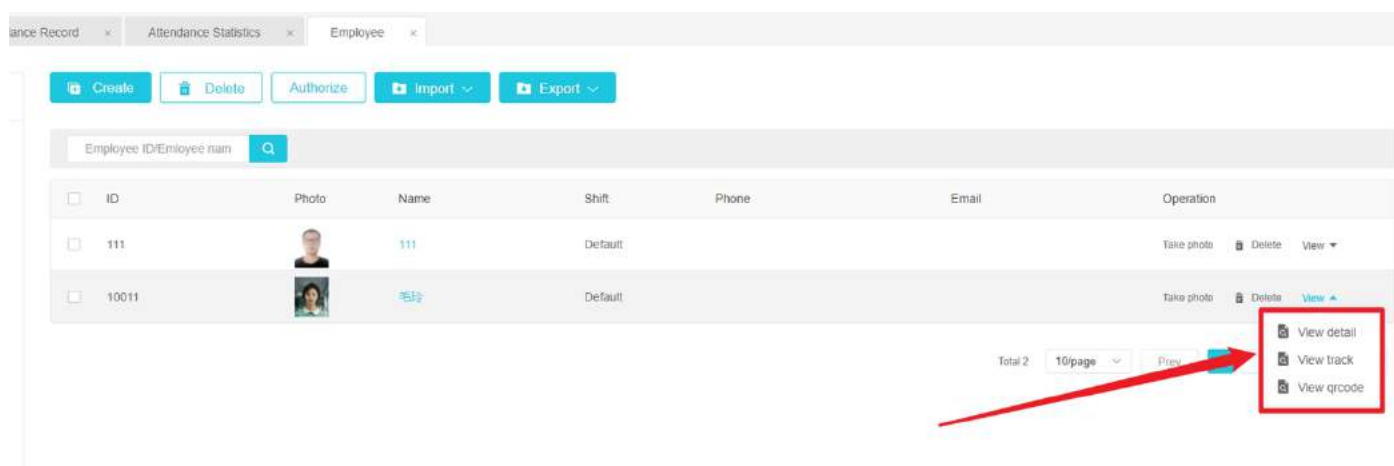 ance Record × Attendance Statistics × Employee ×
Create Delete Authorize Import Export
Employee ID/Emloyee nam
ID Photo Name Shift Phone Email Operation
111 111 Default Take photo Delete View
10011 毛玲 Default Take photo Delete View
View detail
Total 2 10/page Prev View track
View qrcode